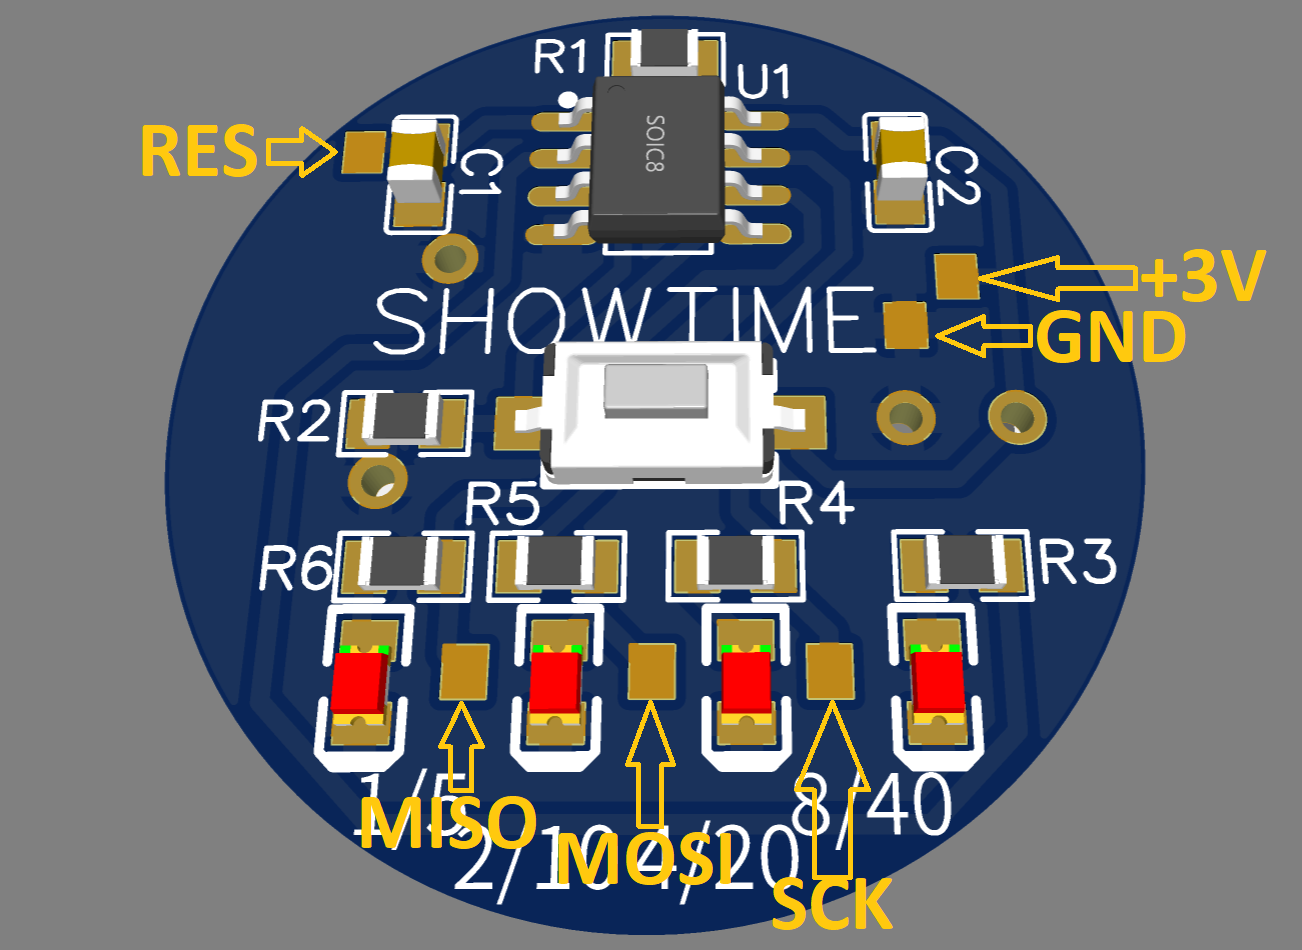 R1
U1
RES
C1
SOIC8
C2
+3V
SHOWTIME
GND
R2
R5
R4
R6
R3
1/5
8/40
MISO
2/10
MOSI
4/20
SCK